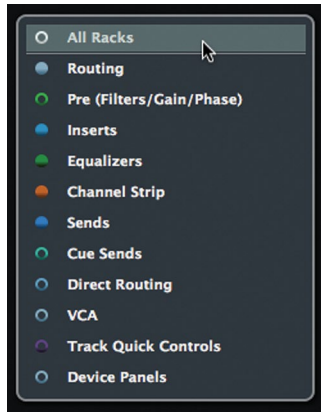 All Racks
Routing
Pre (Filters/Gain/Phase)
Inserts
Equalizers
Channel Strip
Sends
Cue Sends
Direct Routing
VCA
Track Quick Controls
Device Panels